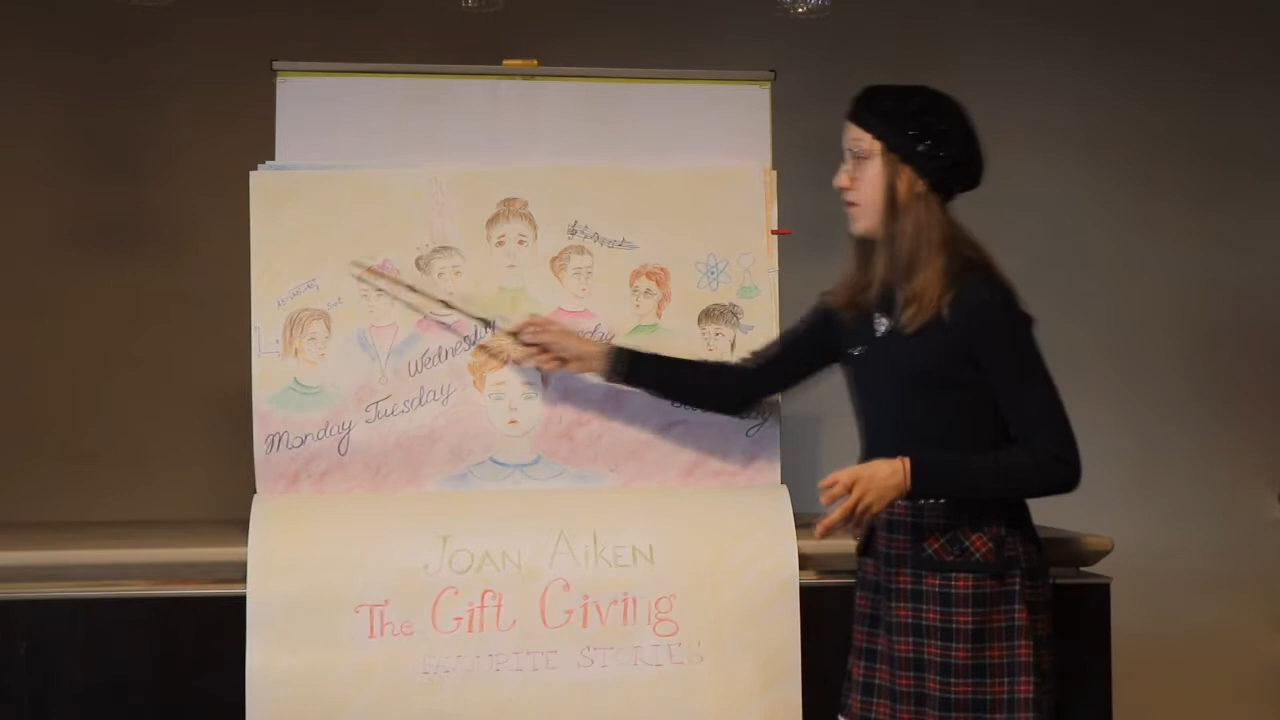 Wednesday
Monday Tuesday
JOAN AIKEN
The Gift Giving
FAVOURITE STORIES